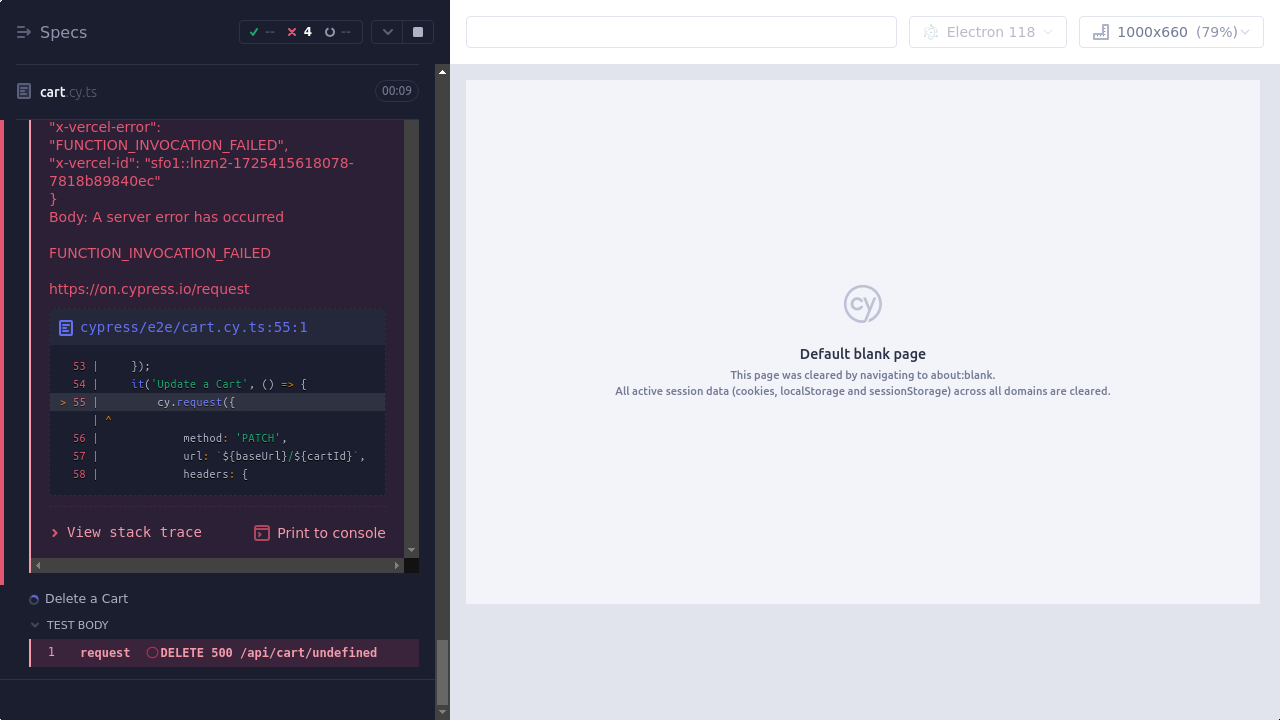 Specs
-- 4 --
cart.cy.ts
00:09
"x-vercel-error":
"FUNCTION_INVOCATION_FAILED",
"x-vercel-id": "sfo1::lnzn2-1725415618078-
7818b89840ec"
}
Body: A server error has occurred
FUNCTION_INVOCATION_FAILED
https://on.cypress.io/request
cypress/e2e/cart.cy.ts:55:1
53 | });
54 | it('Update a Cart', () => {
> 55 | cy.request({
| ^
56 | method: 'PATCH',
57 | url: `${baseUrl}/${cartId}`,
58 | headers: {
View stack trace
Print to console
Delete a Cart
TEST BODY
1 request DELETE 500 /api/cart/undefined
Electron 118
1000x660 (79%)
cy
Default blank page
This page was cleared by navigating to about:blank.
All active session data (cookies, localStorage and sessionStorage) across all domains are cleared.